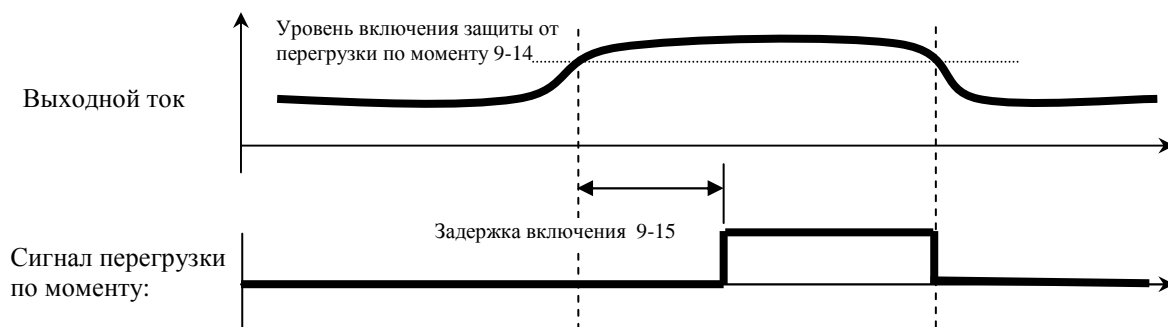 Уровень включения защиты от
перегрузки по моменту 9-14
Выходной ток
Задержка включения 9-15
Сигнал перегрузки
по моменту: